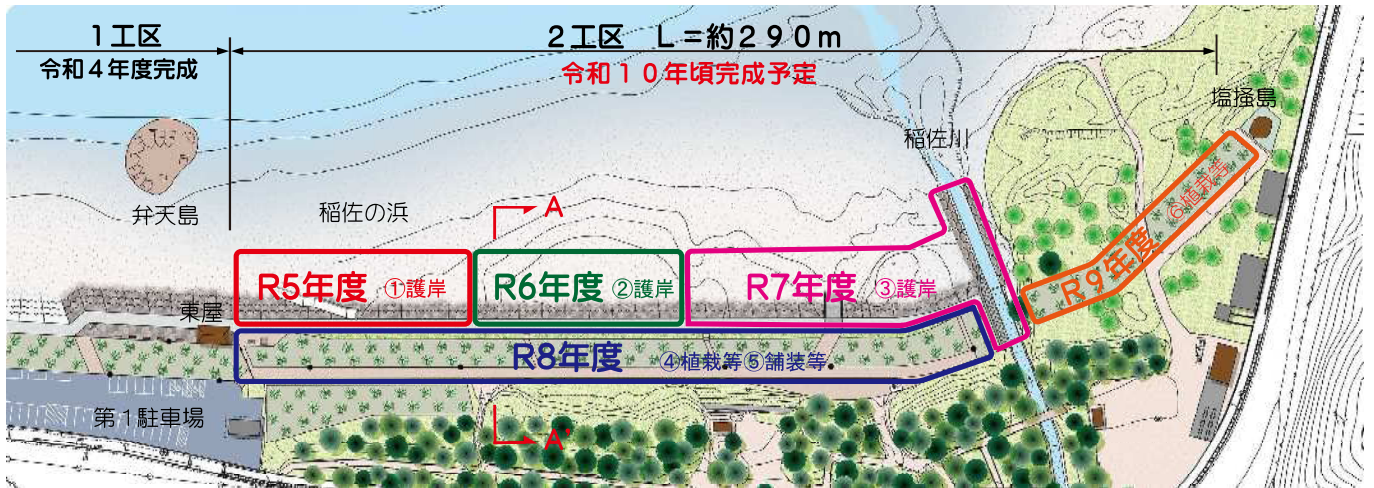 1工区
令和4年度完成
2工区 L=約290m
令和10年頃完成予定
塩掻島
稲佐川
弁天島
稲佐の浜
A
R5年度 ①護岸
R6年度 ②護岸
R7年度 ③護岸
R9年度 ⑥植栽等
東屋
R8年度 ④植栽等⑤舗装等
第1駐車場
A'